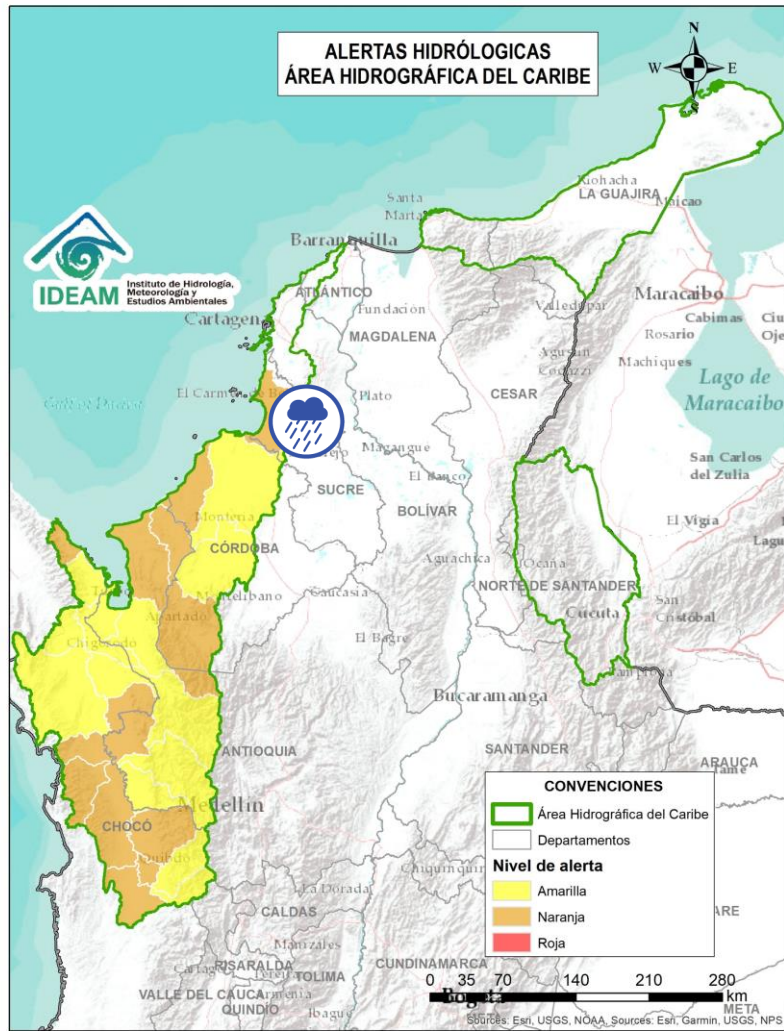 ALERTAS HIDRÓLOGICAS
ÁREA HIDROGRÁFICA DEL CARIBE
N
W E
S
Riohacha
LA GUAJIRA
Maicao
Santa
Marta
Barranquilla
IDEAM
Instituto de Hidrología,
Meteorología y
Estudios Ambientales
ATLÁNTICO
Valledupar
Maracaibo
Cabimas
Fundación
Cartagen
MAGDALENA
Rosario
Agustín
Codazzi
Machiques
El Carmen de B
Plato
CESAR
Lago de
Maracaibo
Magangue
El Banco
San Carlos
del Zulia
SUCRE
BOLÍVAR
Montería
El Vigía
CÓRDOBA
Aguachica
Ocaña
NORTE DE SANTANDER
Caucasia
Cucuta
San
Cristóbal
Apartadó
El Bagre
Bucaramanga
ANTIOQUIA
SANTANDER
ARAUCA
Medellín
CHOCÓ
Quibdó
La Dorada
CALDAS
Manizales
RISARALDA
CUNDINAMARCA
TOLIMA
VALLE DEL CAUCA
Armenia
QUINDÍO
Ibague
Bogotá
META
CONVENCIONES
Área Hidrográfica del Caribe
Departamentos
Nivel de alerta
Amarilla
Naranja
Roja
0 35 70 140 210 280
km
Sources: Esri, USGS, NOAA, Sources: Esri, Garmin, USGS, NPS